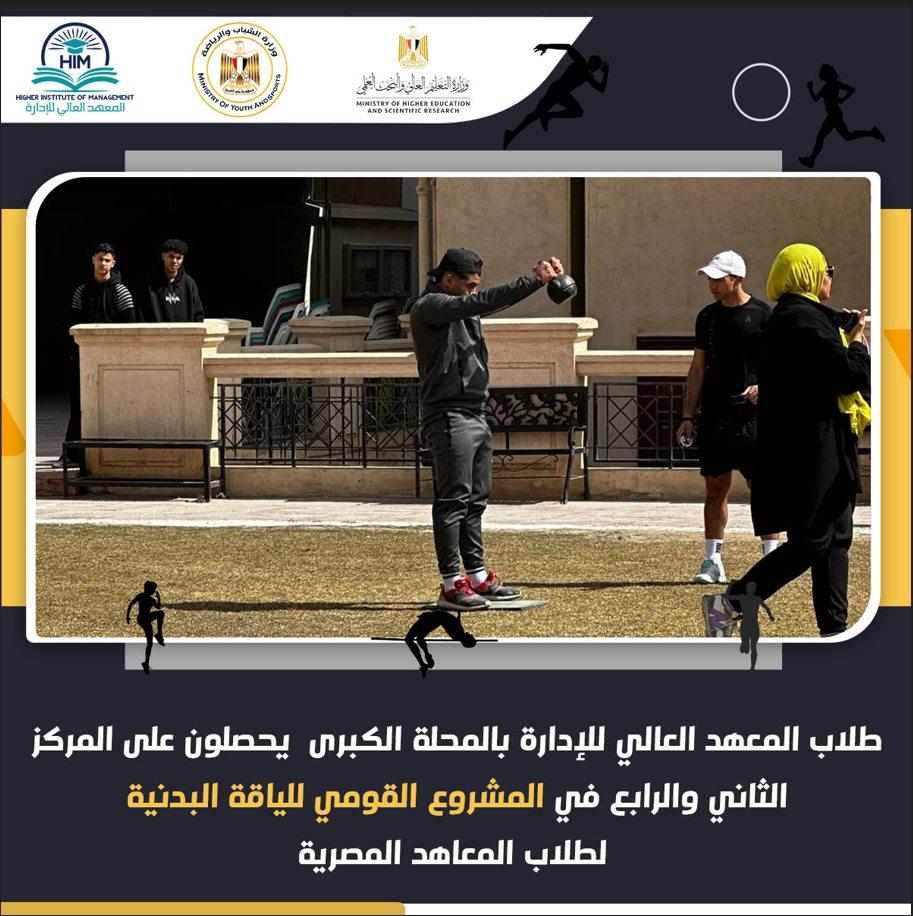 HIM
HIGHER INSTITUTE OF MANAGEMENT
المعهد العالي للإدارة
وزارة الشباب والرياضة
MINISTRY OF YOUTH AND SPORTS
وزارة التعليم العالي والبحث العلمي
MINISTRY OF HIGHER EDUCATION
AND SCIENTIFIC RESEARCH
طلاب المعهد العالي للإدارة بالمحلة الكبرى يحصلون على المركز
الثاني والرابع في المشروع القومي للياقة البدنية
لطلاب المعاهد المصرية